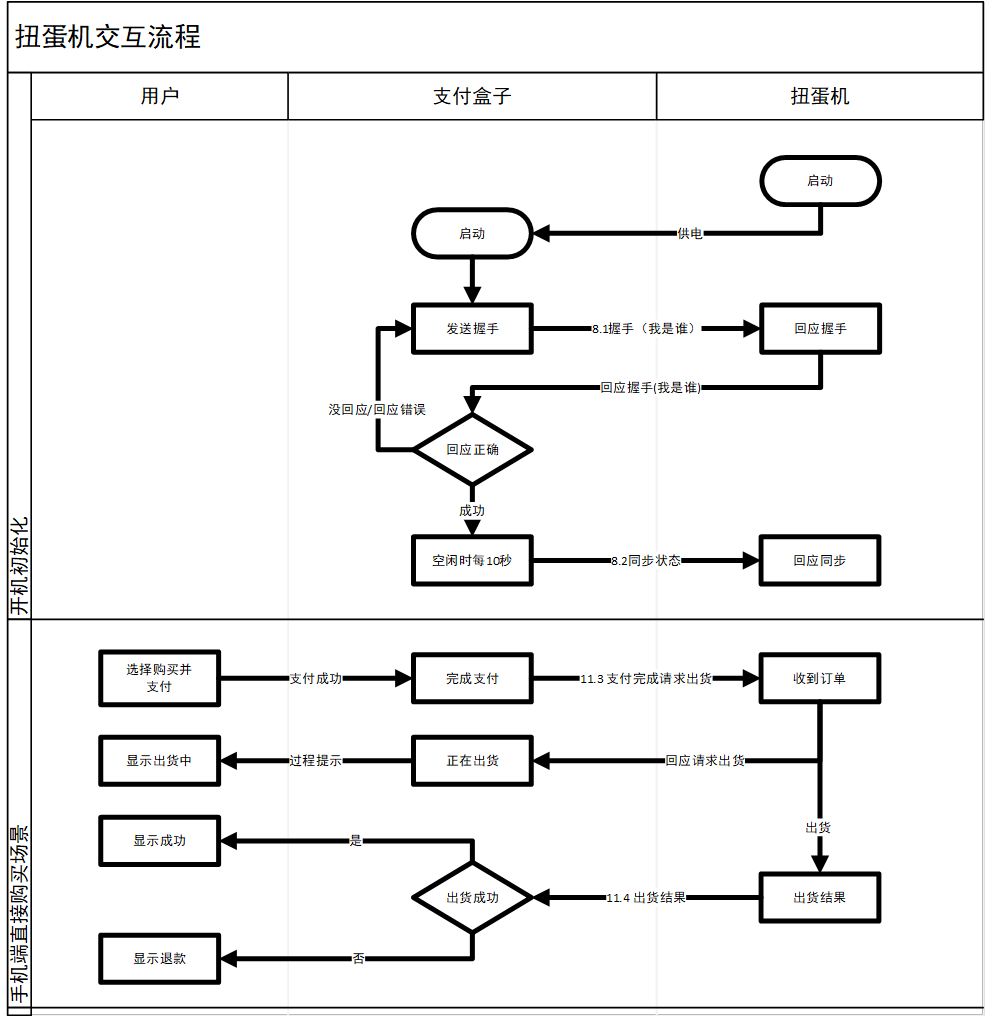 扭蛋机交互流程
用户
支付盒子
扭蛋机
开机初始化
启动
启动
供电
发送握手
8.1握手（我是谁）
回应握手
回应握手(我是谁)
没回应/回应错误
回应正确
成功
空闲时每10秒
8.2同步状态
回应同步
手机端直接购买场景
选择购买并
支付
支付成功
完成支付
11.3 支付完成请求出货
收到订单
显示出货中
过程提示
正在出货
回应请求出货
出货
显示成功
是
出货成功
11.4 出货结果
出货结果
显示退款
否